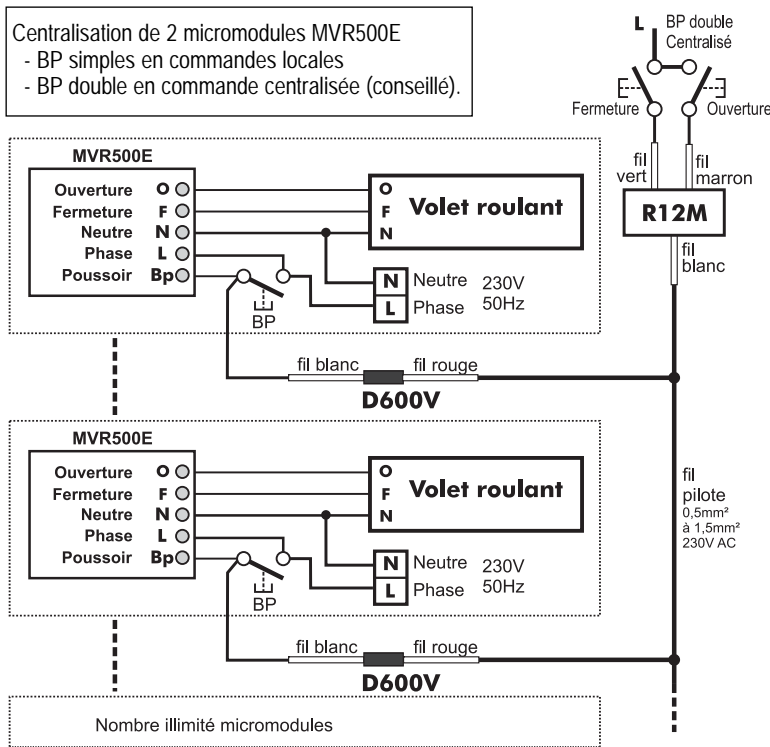 Centralisation de 2 micromodules MVR500E
- BP simples en commandes locales
- BP double en commande centralisée (conseillé).
L BP double
Centralisé
Fermeture
Ouverture
fil vert
fil marron
R12M
fil blanc
MVR500E
Ouverture O
Fermeture F
Neutre N
Phase L
Poussoir Bp
O
F Volet roulant
N
N Neutre 230V
L Phase 50Hz
BP
fil blanc fil rouge
D600V
MVR500E
Ouverture O
Fermeture F
Neutre N
Phase L
Poussoir Bp
O
F Volet roulant
N
N Neutre 230V
L Phase 50Hz
BP
fil blanc fil rouge
D600V
fil
pilote
0,5mm²
à 1,5mm²
230V AC
Nombre illimité micromodules